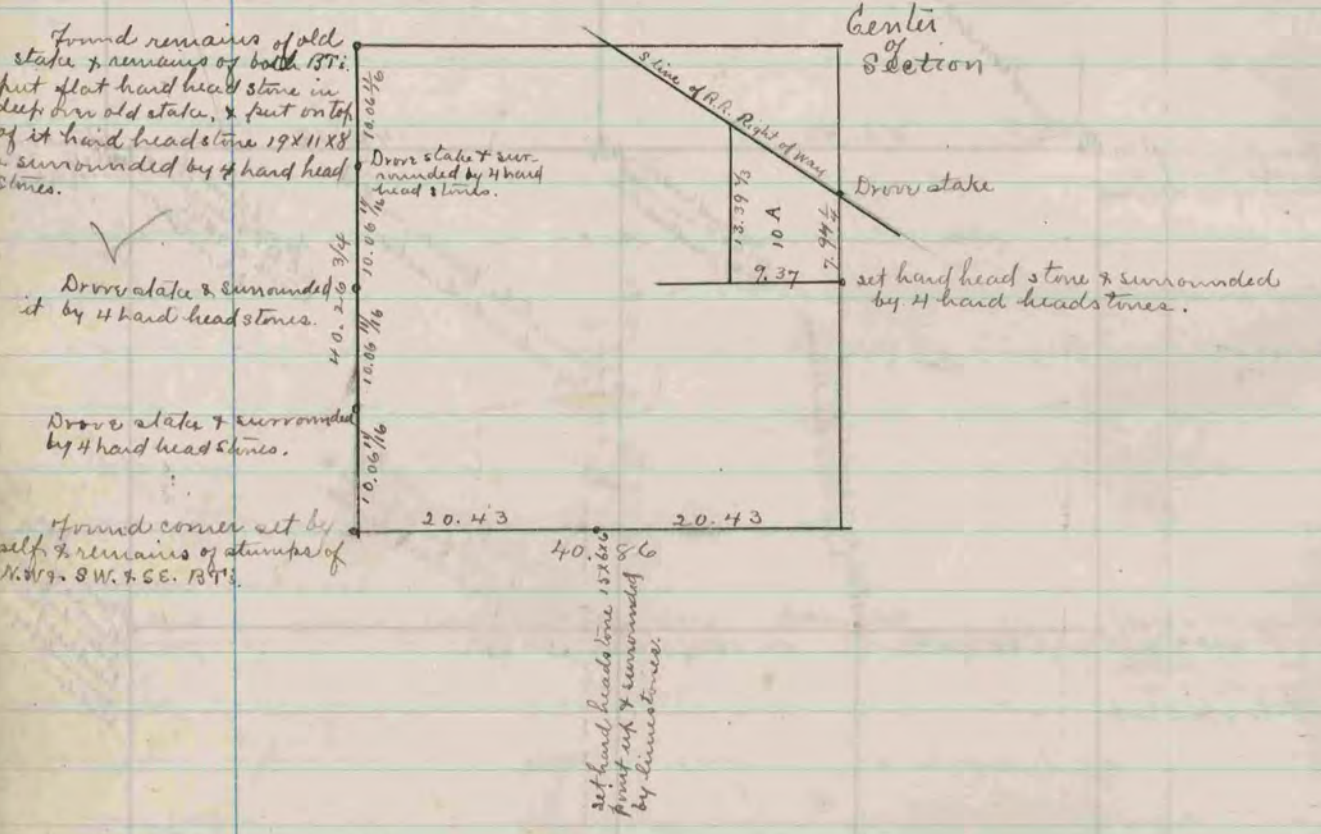 Found remains of old
stake & remains of both BTs.
put flat hard head stone in
deep over old stake, & put on top
of it hard head stone 19x11x8
& surrounded by 4 hard head
stones.
Center
of
Section
S line of R.R. Right of Way
10.06 11/16
Drove stake & sur-
rounded by 4 hard
head stones.
Drove stake
13.39 1/3
10 A
7.94 1/4
9.37
set hard head stone & surrounded
by 4 hard head stones.
10.06 11/16
Drove stake & surrounded
it by 4 hard head stones.
40.26 3/4
10.06 11/16
Drove stake & surrounded
by 4 hard head stones.
10.06 11/16
Found corner set by
self & remains of stumps of
N.W. & SW. & SE. BTs.
20.43
20.43
40.86
set hard head stone 15x6x6
point up & surrounded
by limestones.